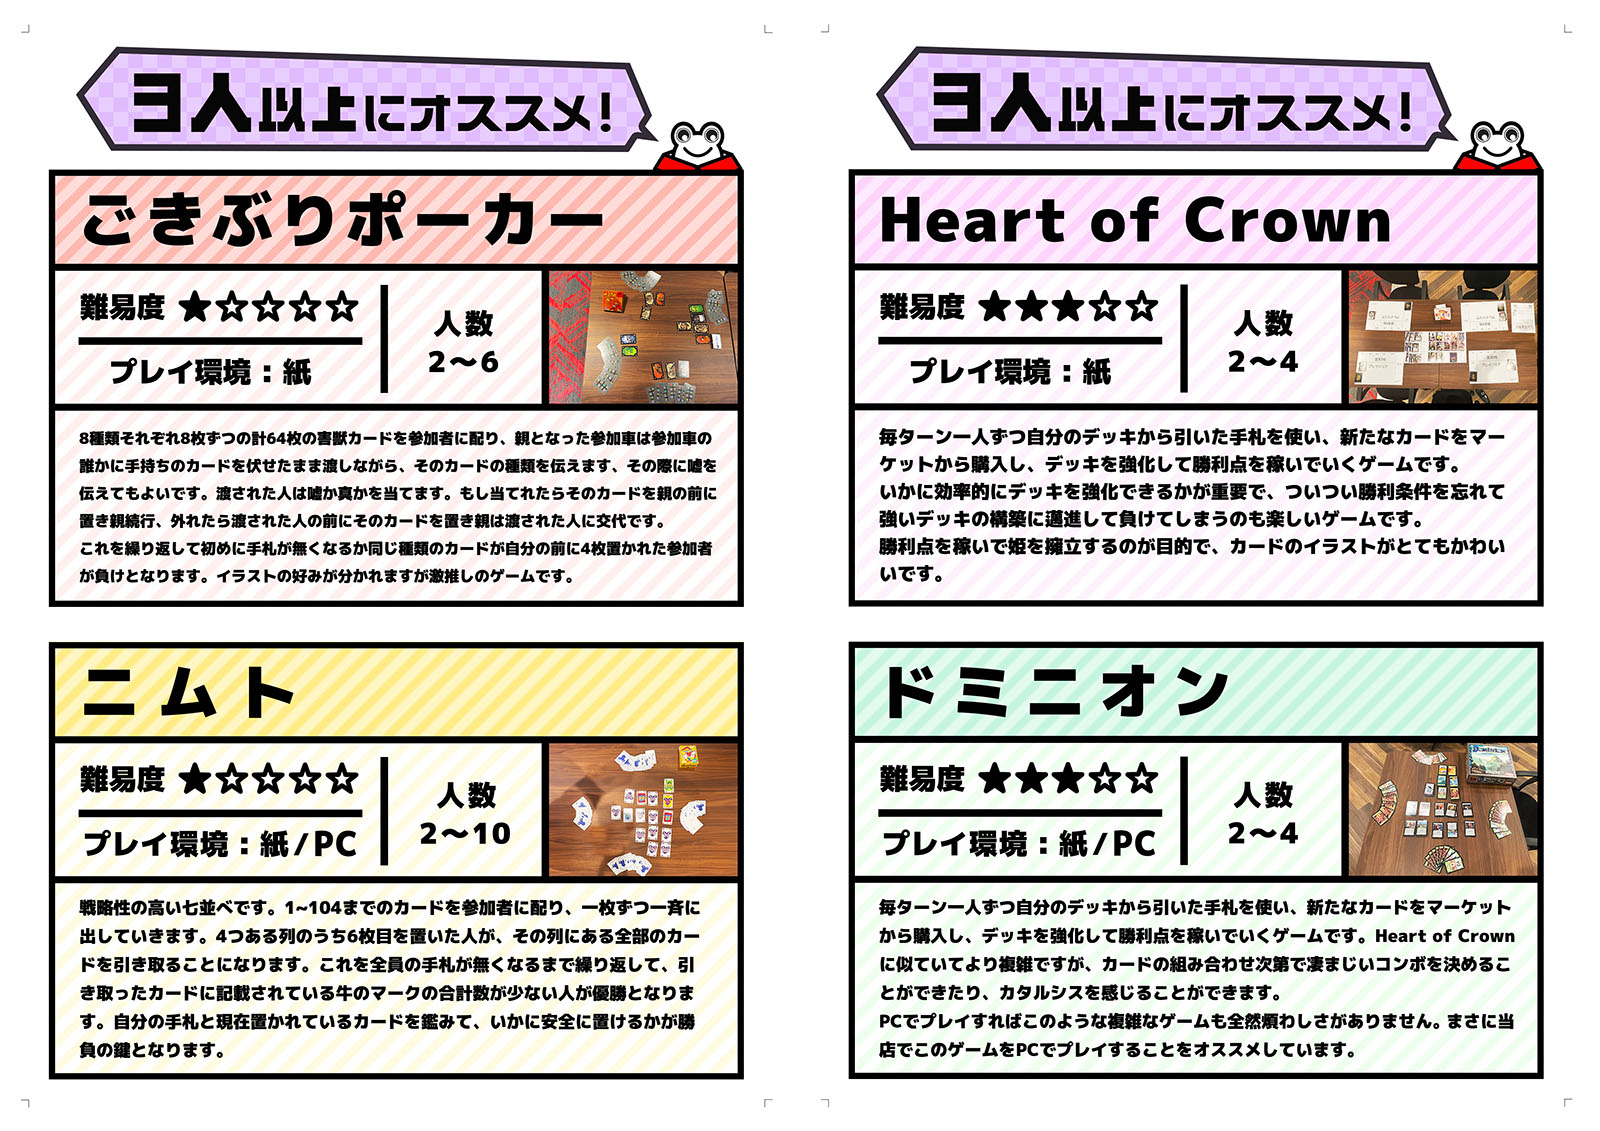 3人以上にオススメ!
ごきぶりポーカー
難易度 ★☆☆☆☆
プレイ環境：紙
人数
2〜6
8種類それぞれ8枚ずつの計64枚の害獣カードを参加者に配り、親となった参加車は参加車の
誰かに手持ちのカードを伏せたまま渡しながら、そのカードの種類を伝えます、その際に嘘を
伝えてもよいです。渡された人は嘘か真かを当てます。もし当てれたらそのカードを親の前に
置き親続行、外れたら渡された人の前にそのカードを置き親は渡された人に交代です。
これを繰り返して初めに手札が無くなるか同じ種類のカードが自分の前に4枚置かれた参加者
が負けとなります。イラストの好みが分かれますが激推しのゲームです。
ニムト
難易度 ★☆☆☆☆
プレイ環境：紙/PC
人数
2〜10
戦略性の高い七並べです。1~104までのカードを参加者に配り、一枚ずつ一斉に
出していきます。4つある列のうち6枚目を置いた人が、その列にある全部のカー
ドを引き取ることになります。これを全員の手札が無くなるまで繰り返して、引
き取ったカードに記載されている牛のマークの合計数が少ない人が優勝となりま
す。自分の手札と現在置かれているカードを鑑みて、いかに安全に置けるかが勝
負の鍵となります。
3人以上にオススメ!
Heart of Crown
難易度 ★★★☆☆
プレイ環境：紙
人数
2〜4
毎ターン一人ずつ自分のデッキから引いた手札を使い、新たなカードをマー
ケットから購入し、デッキを強化して勝利点を稼いでいくゲームです。
いかに効率的にデッキを強化できるかが重要で、ついつい勝利条件を忘れて
強いデッキの構築に邁進して負けてしまうのも楽しいゲームです。
勝利点を稼いで姫を擁立するのが目的で、カードのイラストがとてもかわい
いです。
ドミニオン
難易度 ★★★☆☆
プレイ環境：紙/PC
人数
2〜4
毎ターン一人ずつ自分のデッキから引いた手札を使い、新たなカードをマーケット
から購入し、デッキを強化して勝利点を稼いでいくゲームです。Heart of Crown
に似ていてより複雑ですが、カードの組み合わせ次第で凄まじいコンボを決めるこ
とができたり、カタルシスを感じることができます。
PCでプレイすればこのような複雑なゲームも全然煩わしさがありません。まさに当
店でこのゲームをPCでプレイすることをオススメしています。